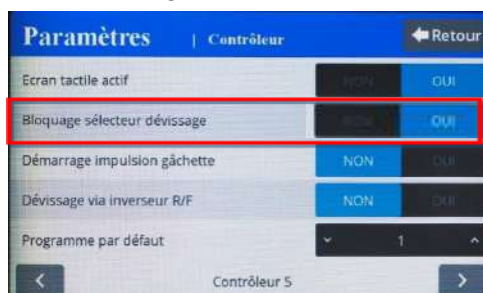 Paramètres | Contrôleur Retour
Ecran tactile actif NON OUI
Bloquage sélecteur dévissage NON OUI
Démarrage impulsion gâchette NON OUI
Dévissage via inverseur R/F NON OUI
Programme par défaut 1
Contrôleur 5